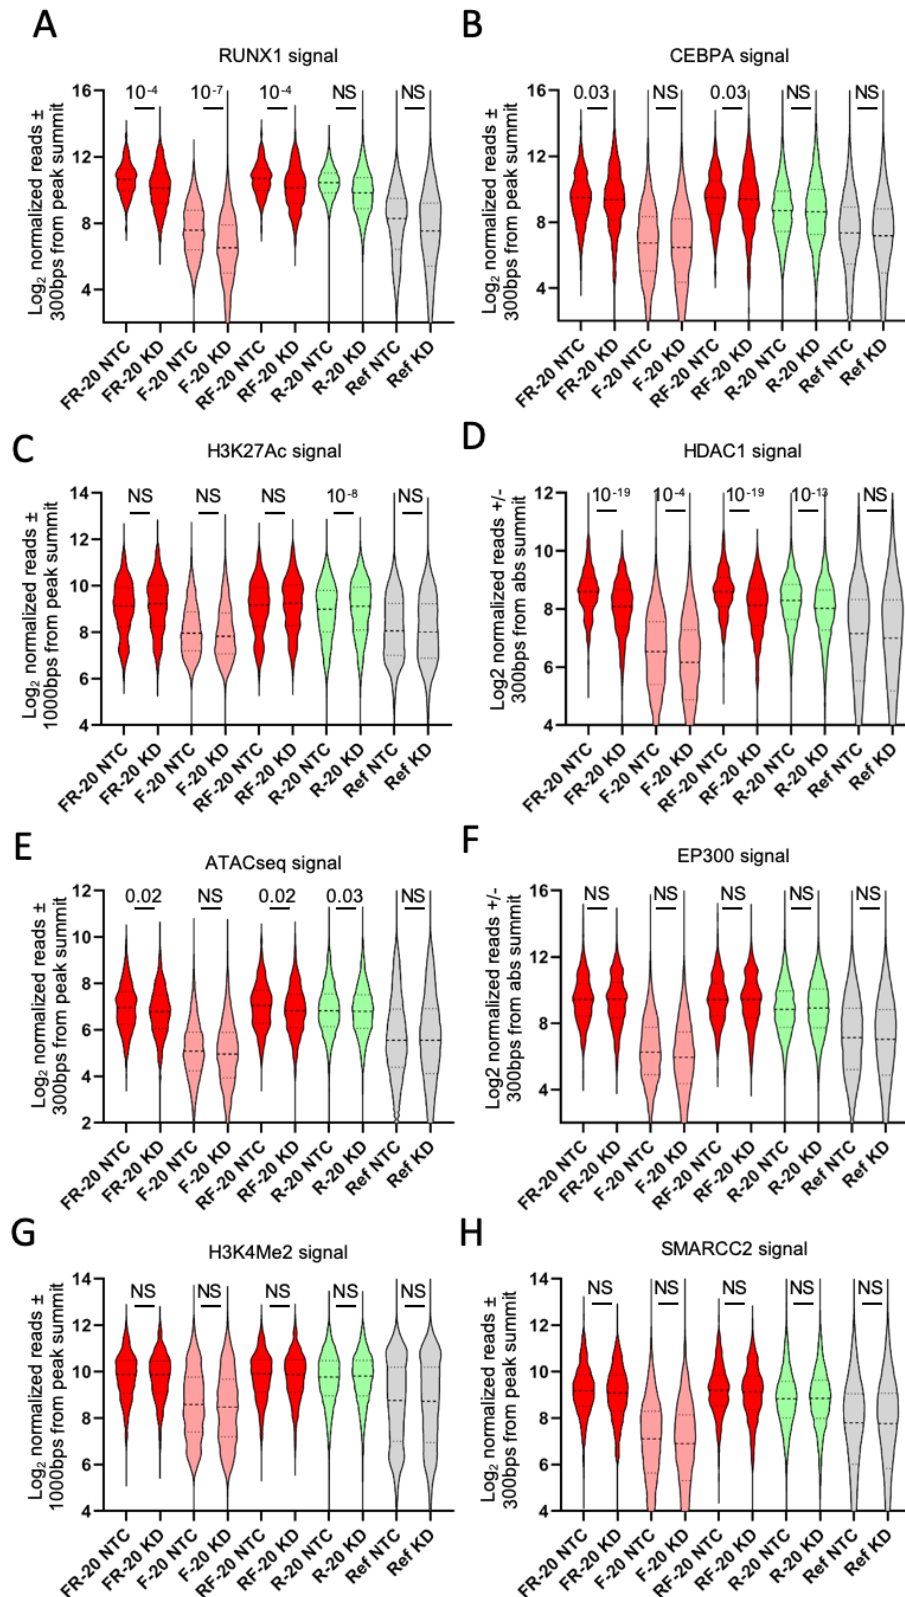 A
RUNX1 signal
Log₂ normalized reads ±
300bps from peak summit
16
12
8
4
10⁻⁴
10⁻⁷
10⁻⁴
NS
NS
FR-20 NTC
FR-20 KD
F-20 NTC
F-20 KD
RF-20 NTC
RF-20 KD
R-20 NTC
R-20 KD
Ref NTC
Ref KD
B
CEBPA signal
Log₂ normalized reads ±
300bps from peak summit
16
12
8
4
0.03
NS
0.03
NS
NS
FR-20 NTC
FR-20 KD
F-20 NTC
F-20 KD
RF-20 NTC
RF-20 KD
R-20 NTC
R-20 KD
Ref NTC
Ref KD
C
H3K27Ac signal
Log₂ normalized reads ±
1000bps from peak summit
14
12
10
8
6
4
NS
NS
NS
10⁻⁸
NS
FR-20 NTC
FR-20 KD
F-20 NTC
F-20 KD
RF-20 NTC
RF-20 KD
R-20 NTC
R-20 KD
Ref NTC
Ref KD
D
HDAC1 signal
Log2 normalized reads +/-
300bps from abs summit
12
10
8
6
4
10⁻¹⁹
10⁻⁴
10⁻¹⁹
10⁻¹³
NS
FR-20 NTC
FR-20 KD
F-20 NTC
F-20 KD
RF-20 NTC
RF-20 KD
R-20 NTC
R-20 KD
Ref NTC
Ref KD
E
ATACseq signal
Log₂ normalized reads ±
300bps from peak summit
12
10
8
6
4
2
0.02
NS
0.02
0.03
NS
FR-20 NTC
FR-20 KD
F-20 NTC
F-20 KD
RF-20 NTC
RF-20 KD
R-20 NTC
R-20 KD
Ref NTC
Ref KD
F
EP300 signal
Log2 normalized reads +/-
300bps from abs summit
16
12
8
4
NS
NS
NS
NS
NS
FR-20 NTC
FR-20 KD
F-20 NTC
F-20 KD
RF-20 NTC
RF-20 KD
R-20 NTC
R-20 KD
Ref NTC
Ref KD
G
H3K4Me2 signal
Log₂ normalized reads ±
1000bps from peak summit
14
12
10
8
6
4
NS
NS
NS
NS
NS
FR-20 NTC
FR-20 KD
F-20 NTC
F-20 KD
RF-20 NTC
RF-20 KD
R-20 NTC
R-20 KD
Ref NTC
Ref KD
H
SMARCC2 signal
Log₂ normalized reads ±
300bps from peak summit
14
12
10
8
6
4
NS
NS
NS
NS
NS
FR-20 NTC
FR-20 KD
F-20 NTC
F-20 KD
RF-20 NTC
RF-20 KD
R-20 NTC
R-20 KD
Ref NTC
Ref KD